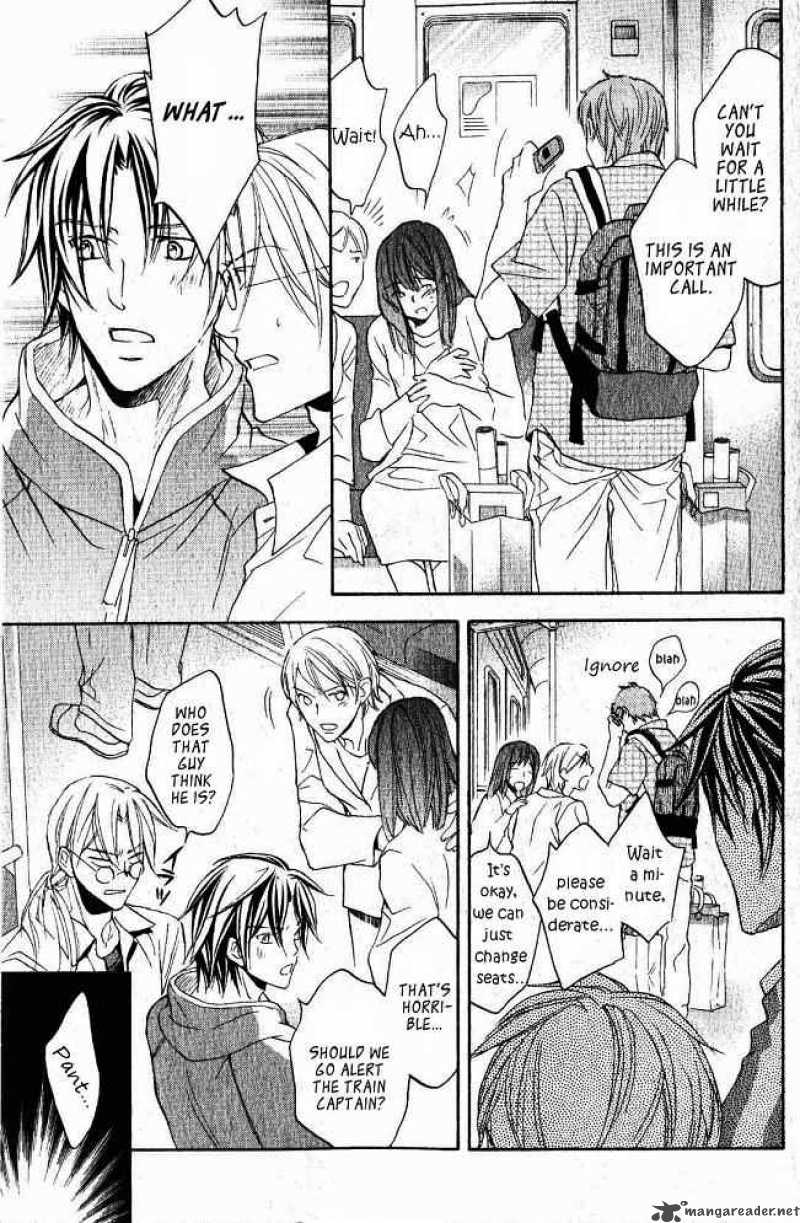 CAN'T
YOU
WAIT
FOR A
LITTLE
WHILE?
THIS IS AN
IMPORTANT
CALL.
Ah...
Wait!
WHAT ...
blah
blah
Ignore
Wait
a mi-
nute,
please
be consi-
derate...
It's
okay,
we can
just
change
seats..
WHO
DOES
THAT
GUY
THINK
HE IS?
THAT'S
HORRI-
BLE...
SHOULD WE
GO ALERT
THE TRAIN
CAPTAIN?
Pant...
mangareader.net